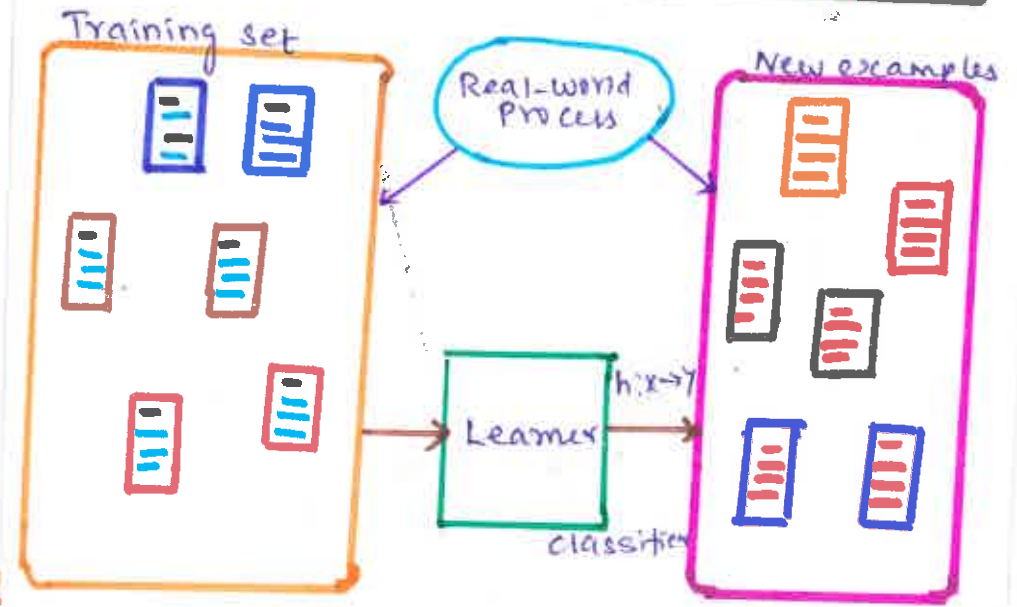 Training set
Real-world
Process
New examples
h:x→y
Learner
classifier